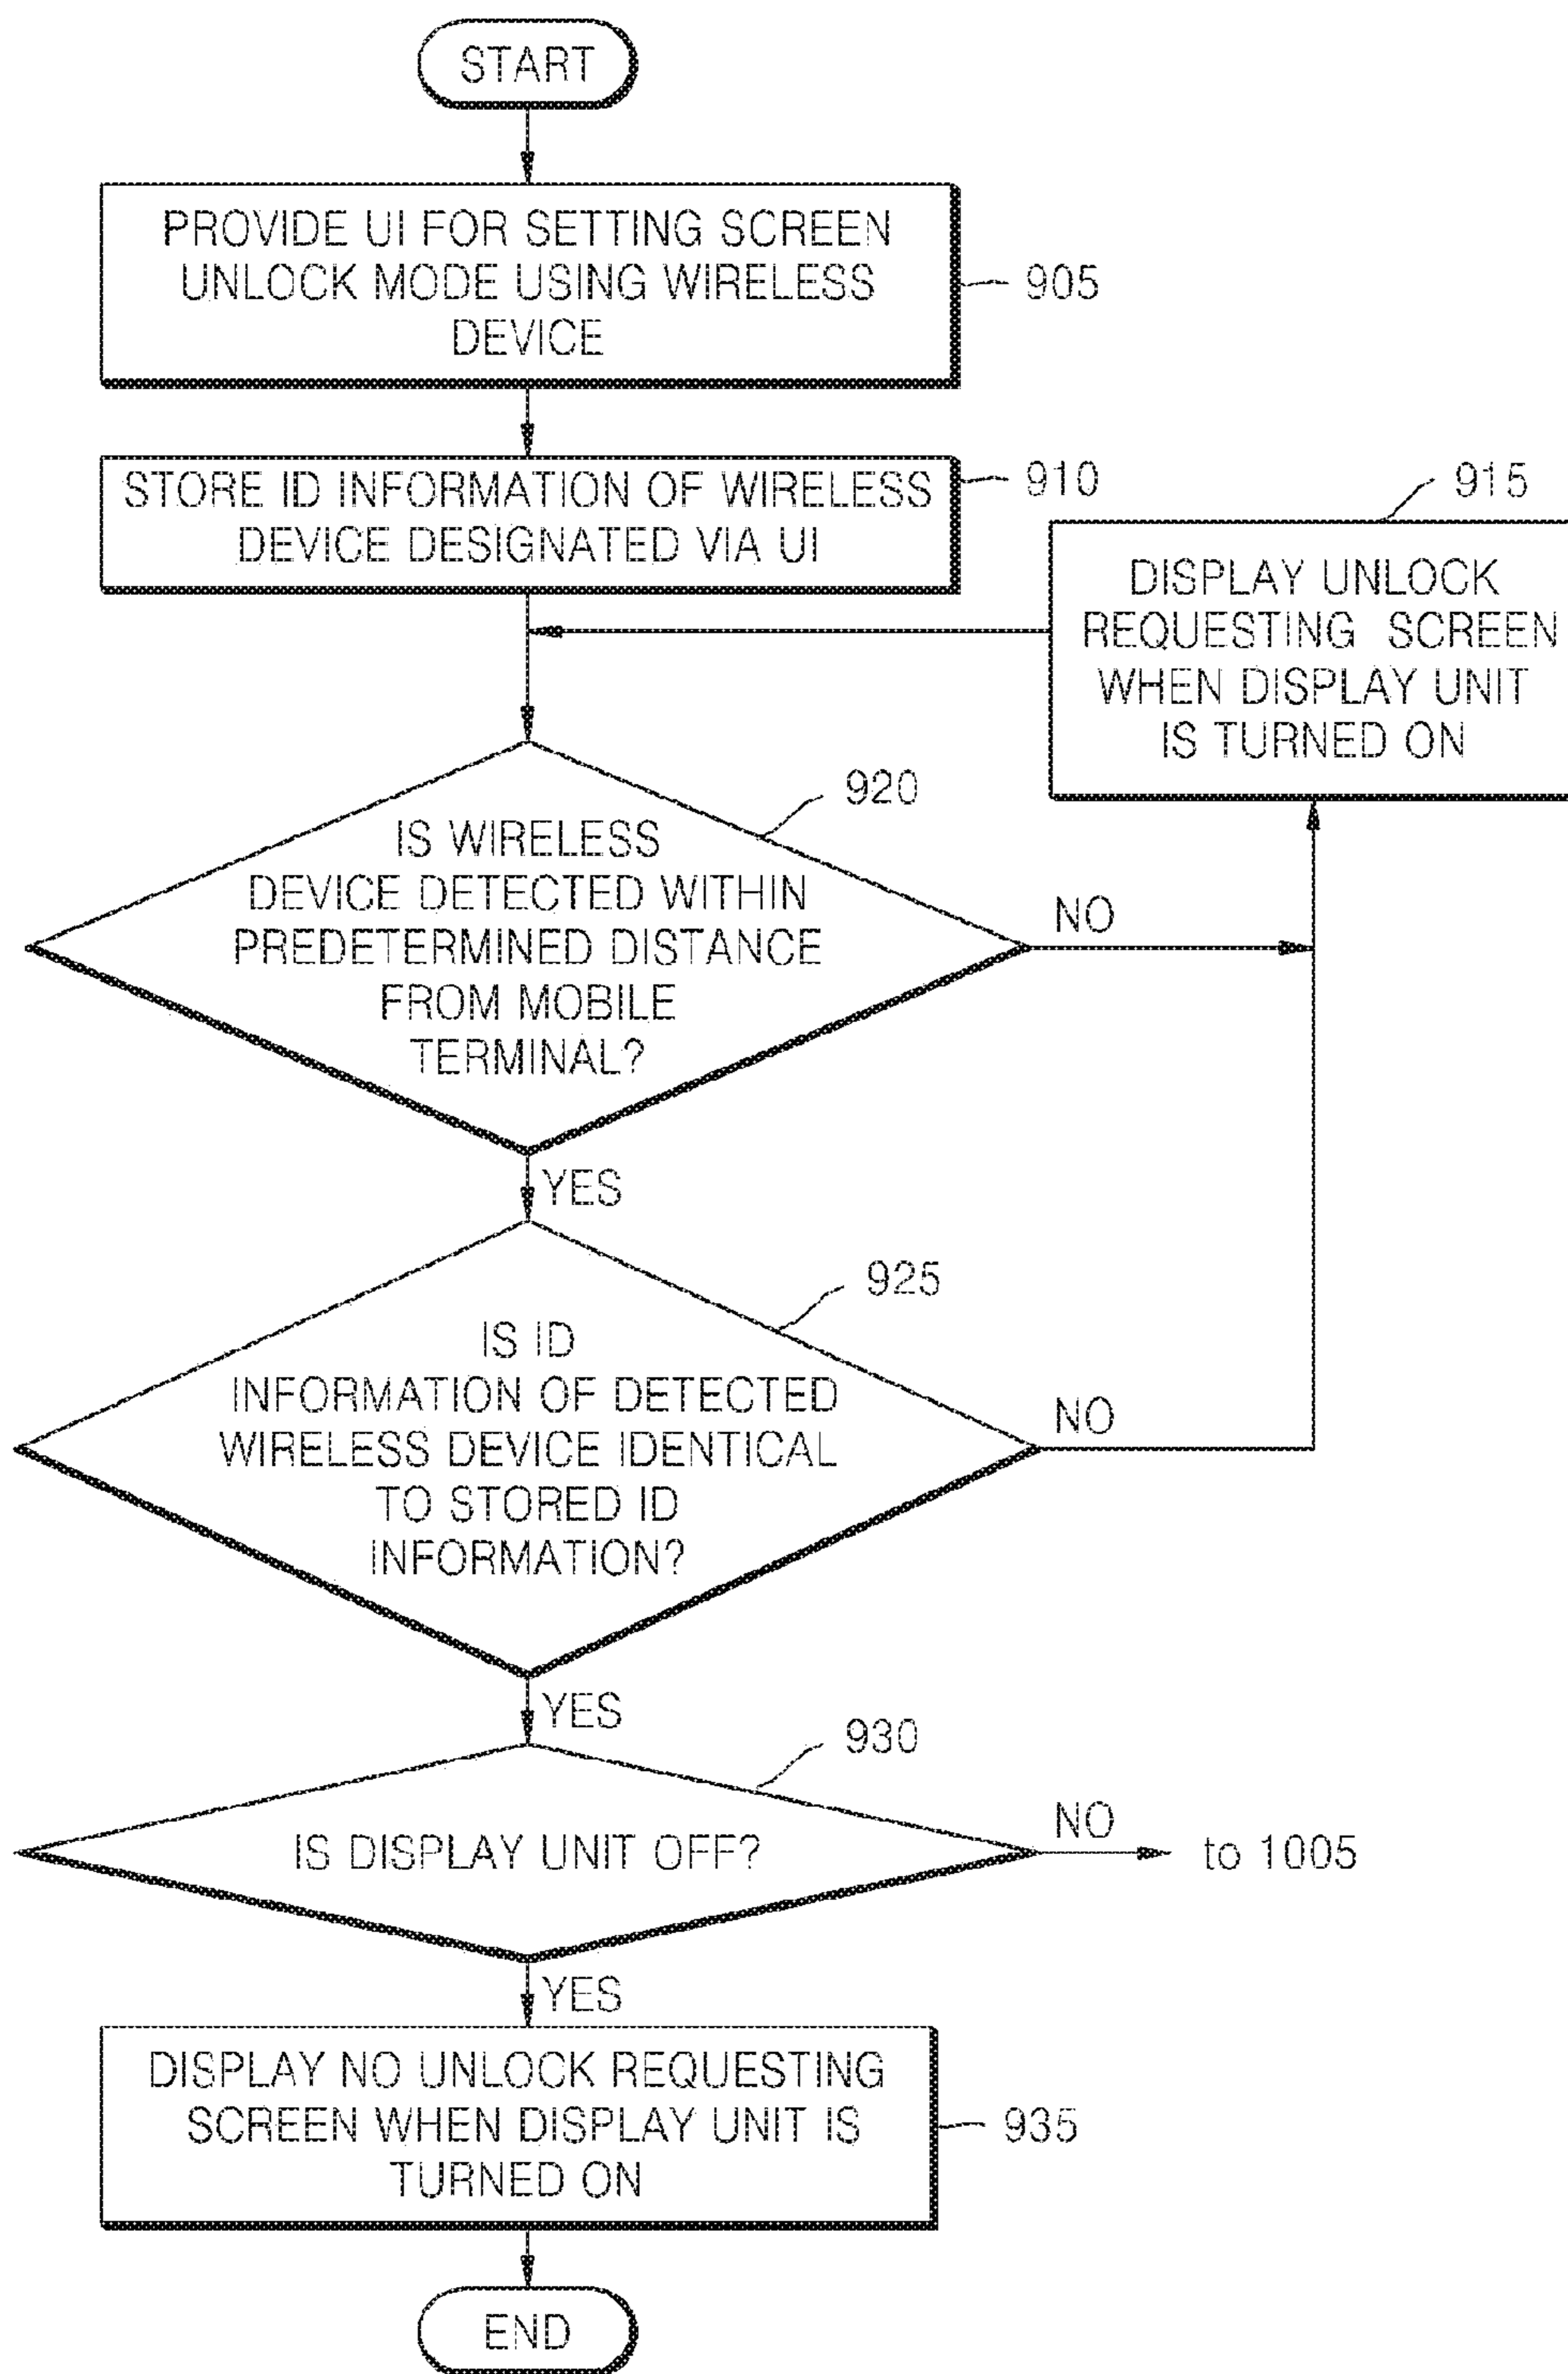 START
PROVIDE UI FOR SETTING SCREEN
UNLOCK MODE USING WIRELESS
DEVICE
905
STORE ID INFORMATION OF WIRELESS
DEVICE DESIGNATED VIA UI
910
915
DISPLAY UNLOCK
REQUESTING SCREEN
WHEN DISPLAY UNIT
IS TURNED ON
920
IS WIRELESS
DEVICE DETECTED WITHIN
PREDETERMINED DISTANCE
FROM MOBILE
TERMINAL?
NO
YES
925
IS ID
INFORMATION OF DETECTED
WIRELESS DEVICE IDENTICAL
TO STORED ID
INFORMATION?
NO
YES
930
IS DISPLAY UNIT OFF?
NO
to 1005
YES
DISPLAY NO UNLOCK REQUESTING
SCREEN WHEN DISPLAY UNIT IS
TURNED ON
935
END